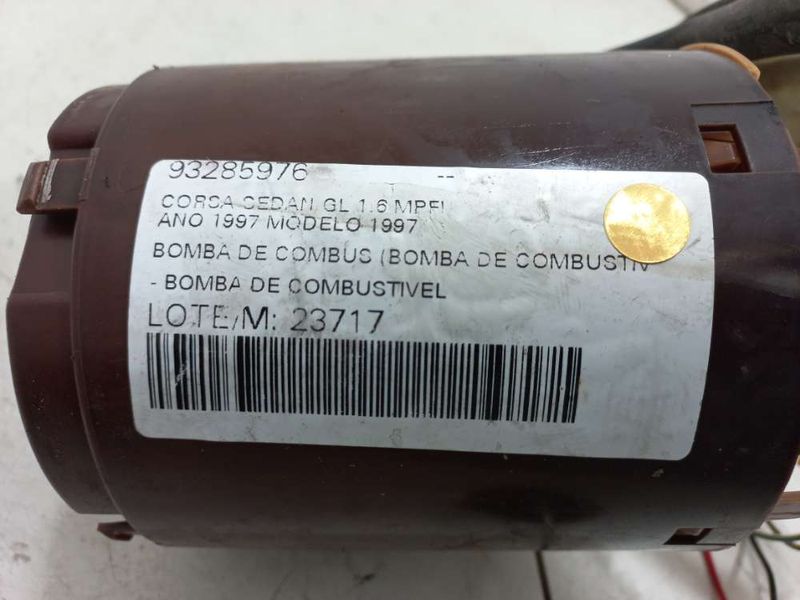 93285976 --
CORSA SEDAN GL 1.6 MPFI
ANO 1997 MODELO 1997
BOMBA DE COMBUS (BOMBA DE COMBUSTIV
- BOMBA DE COMBUSTIVEL
LOTE/M: 23717